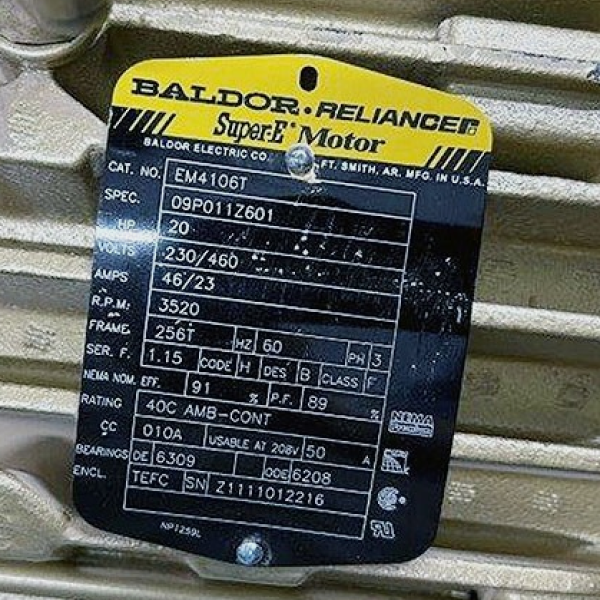 BALDOR · RELIANCER
Super-E® Motor
BALDOR ELECTRIC CO. FT. SMITH, AR. MFG. IN U.S.A.
CAT. NO. EM4106T
SPEC. 09P011Z601
HP 20
VOLTS 230/460
AMPS 46/23
R.P.M: 3520
FRAME 256T HZ 60 PH 3
SER. F. 1.15 CODE H DES B CLASS F
NEMA NOM. EFF. 91 % P.F. 89 %
RATING 40C AMB-CONT
CC 010A USABLE AT 208V 50 A
BEARINGS DE 6309 ODE 6208
ENCL. TEFC SN Z1111012216
NEMA
NP1259L